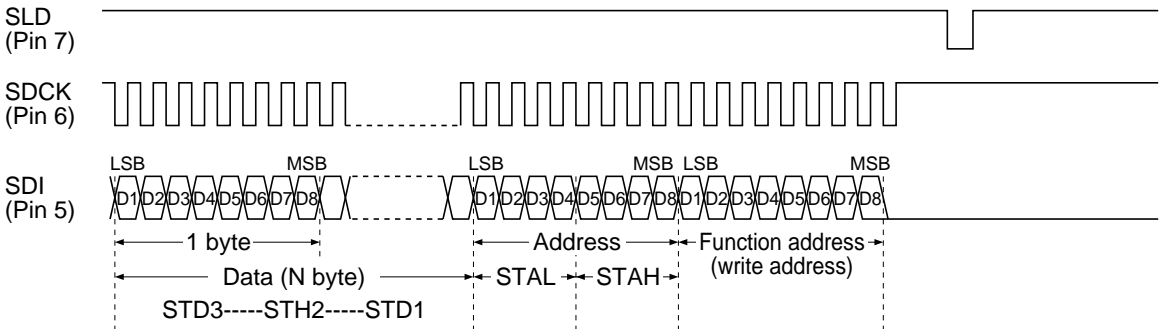 SLD
(Pin 7)
SDCK
(Pin 6)
LSB MSB LSB MSB LSB MSB
SDI
(Pin 5)
D1 D2 D3 D4 D5 D6 D7 D8 D1 D2 D3 D4 D5 D6 D7 D8 D1 D2 D3 D4 D5 D6 D7 D8
1 byte Address Function address
(write address)
Data (N byte) STAL STAH
STD3-----STH2-----STD1